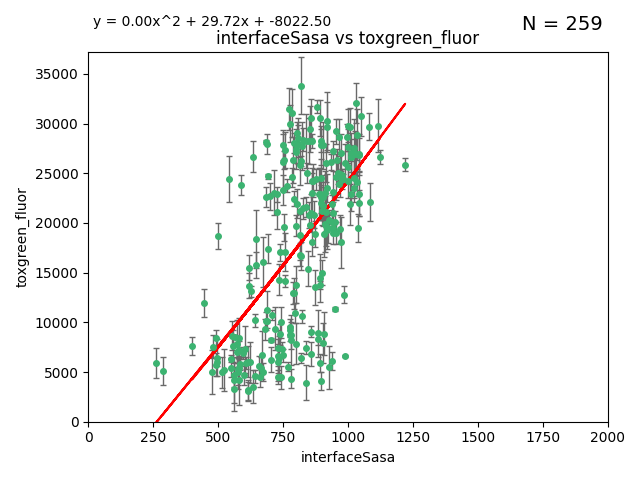 y = 0.00x^2 + 29.72x + -8022.50
N = 259
interfaceSasa vs toxgreen_fluor
35000
30000
25000
20000
15000
10000
5000
0
toxgreen_fluor
0 250 500 750 1000 1250 1500 1750 2000
interfaceSasa